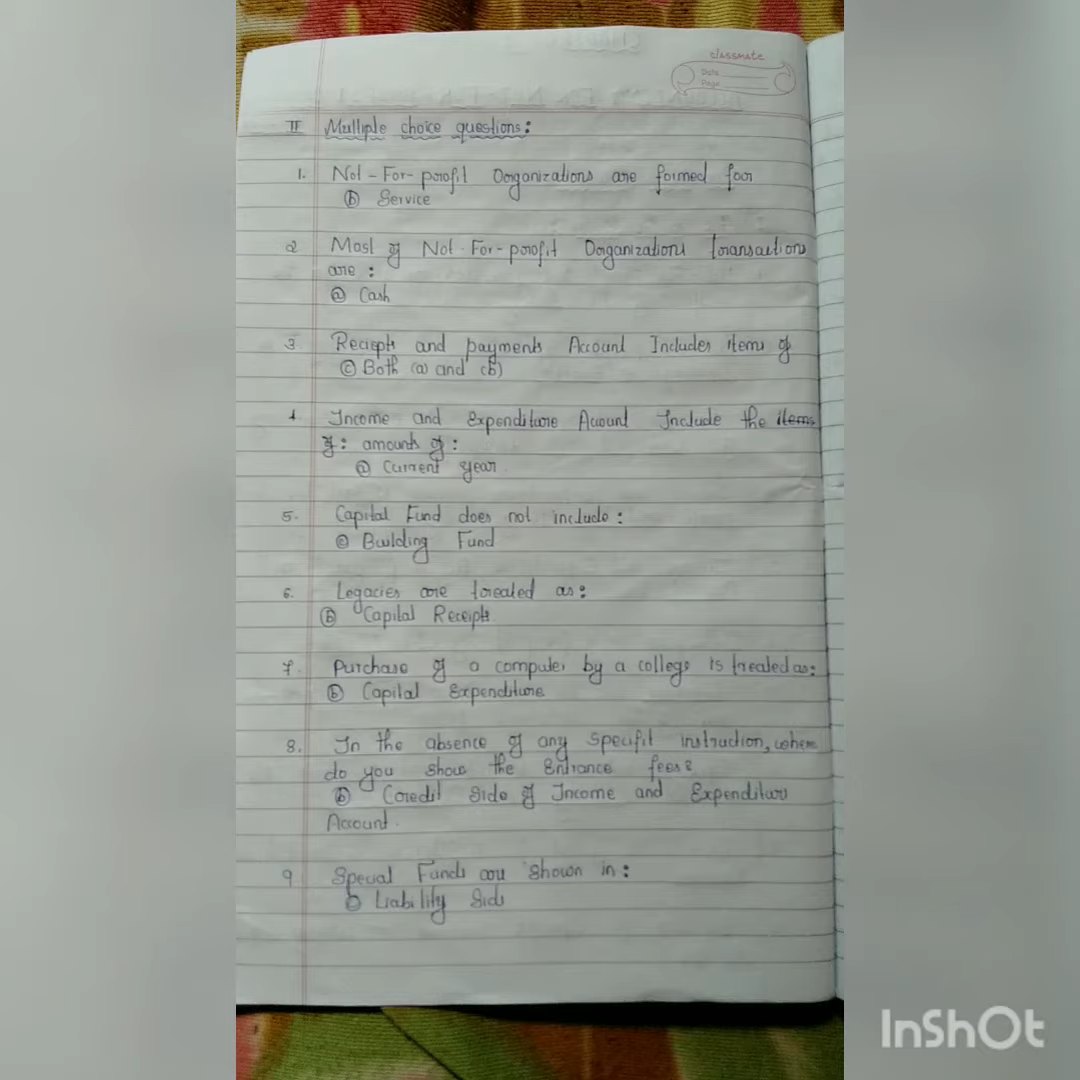 classmate
Date
Page
II Multiple choice questions:
1. Not-For-profit Organizations are formed for
(b) Service
2 Most of Not-For-profit Organizations transactions
are :
(a) Cash
3. Reciepts and payments Account Includes items of
(c) Both (a) and (b)
4 Income and Expenditure Account Include the items
of: amounts of :
(a) Current year
5. Capital Fund does not include :
(c) Building Fund
6. Legacies are treated as :
(b) Capital Receipts.
7. Purchase of a computer by a college is treated as :
(b) Capital Expenditure
8. In the absence of any specific instruction, where
do you show the Entrance fees?
(b) Credit side of Income and Expenditure
Account.
9 Special Funds are shown in :
Liability Side
InShOt